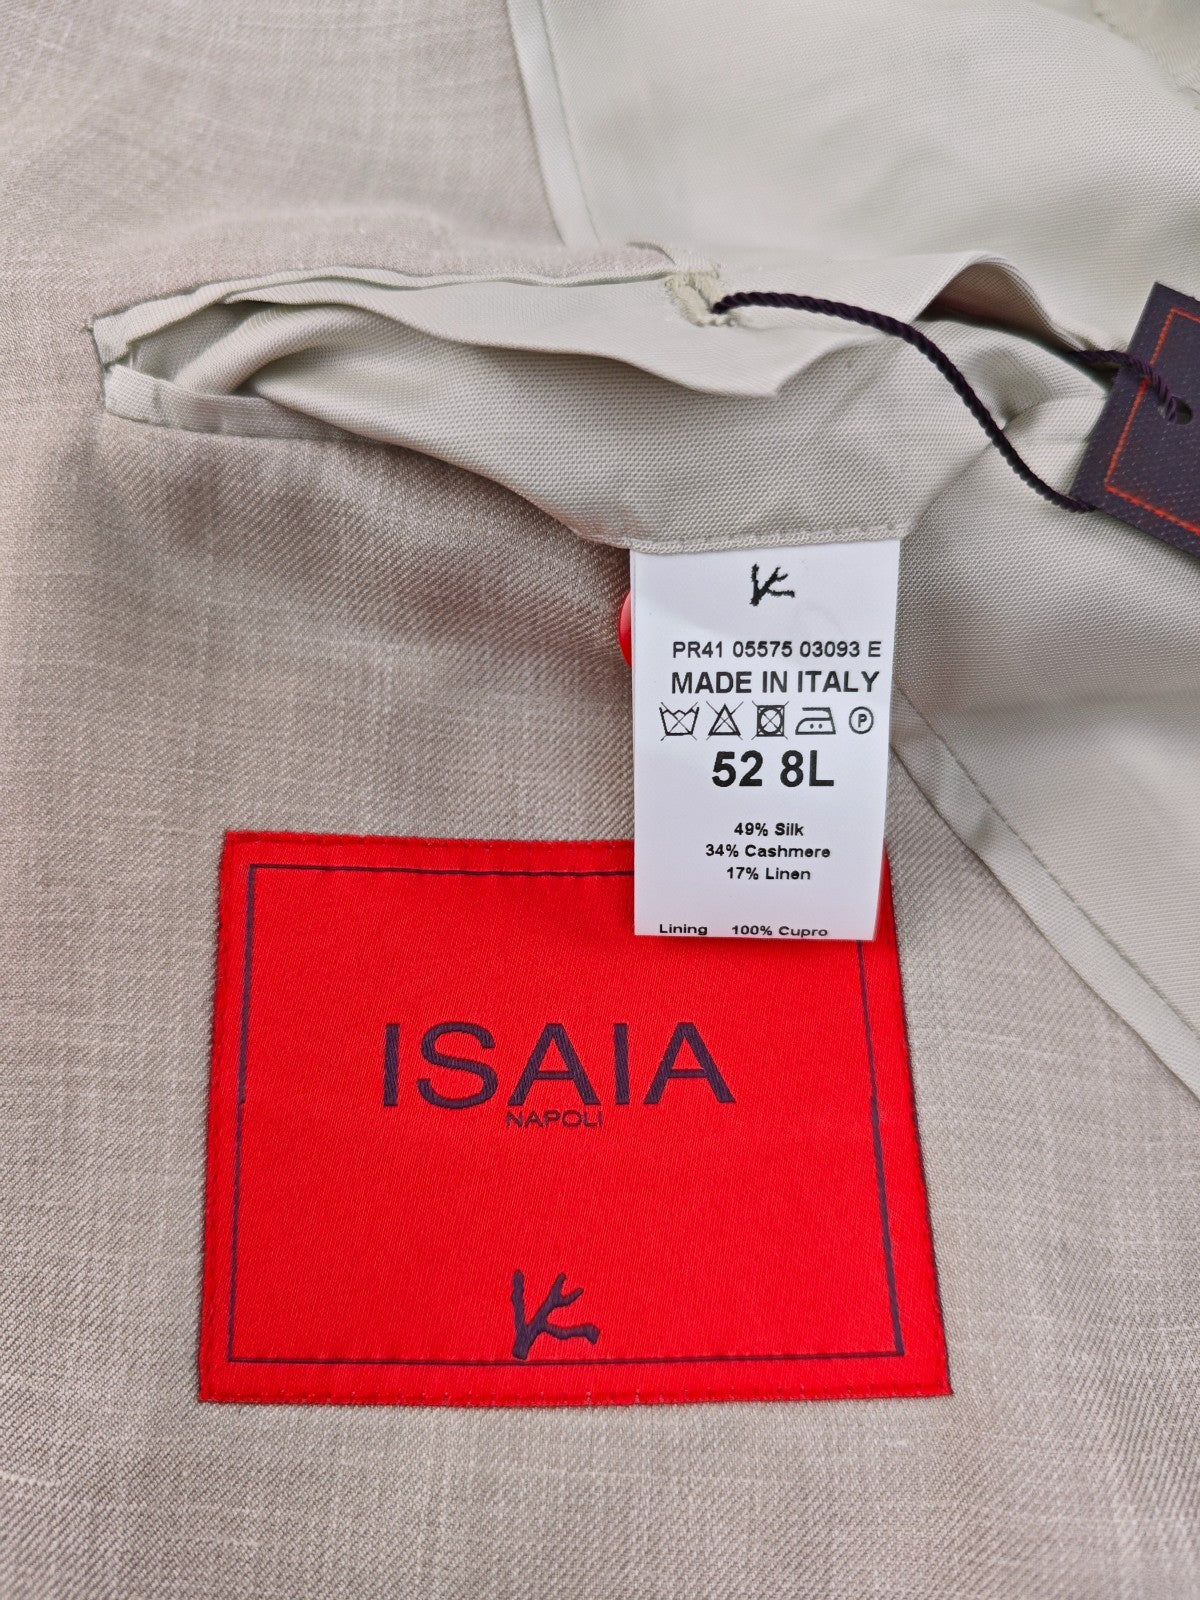 PR41 05575 03093 E
MADE IN ITALY
P
52 8L
49% Silk
34% Cashmere
17% Linen
Lining 100% Cupro
ISAIA
NAPOLI